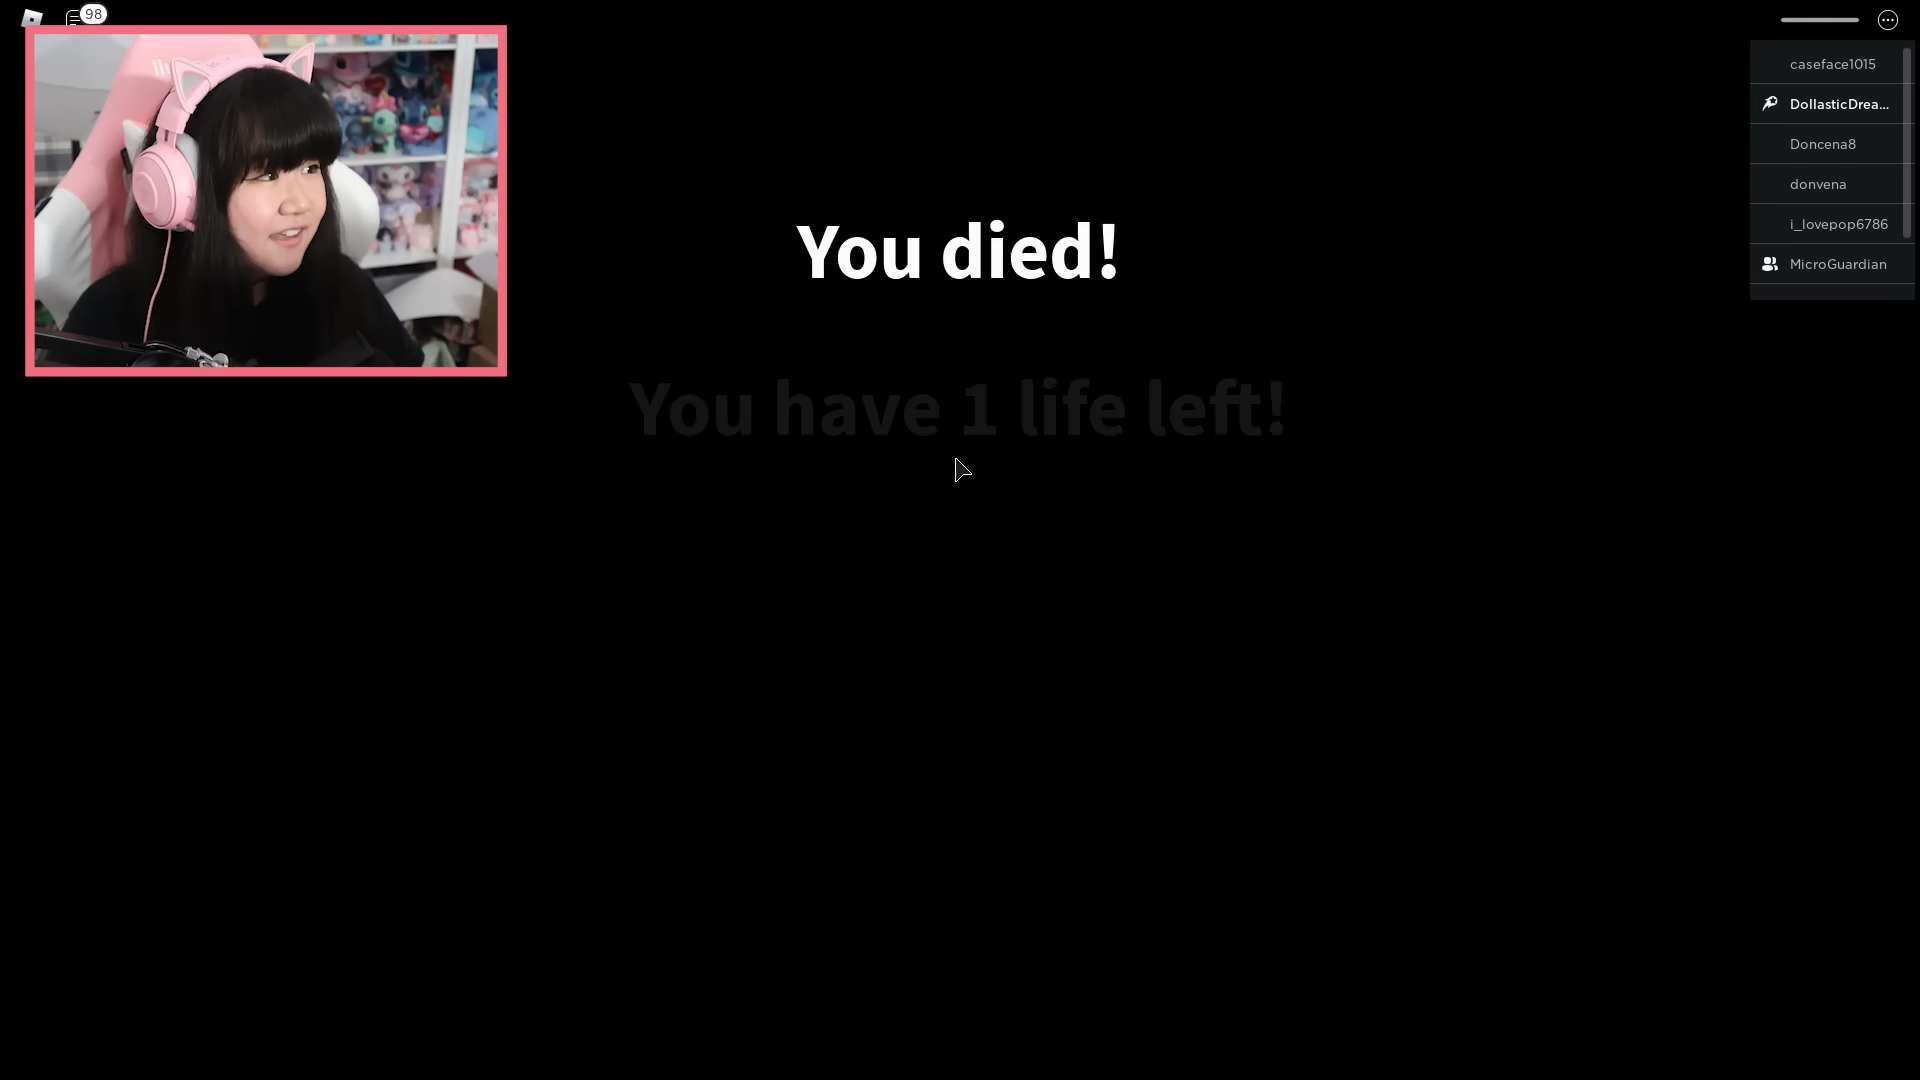 98
You died!
You have 1 life left!
caseface1015
DollasticDrea...
Doncena8
donvena
i_lovepop6786
MicroGuardian